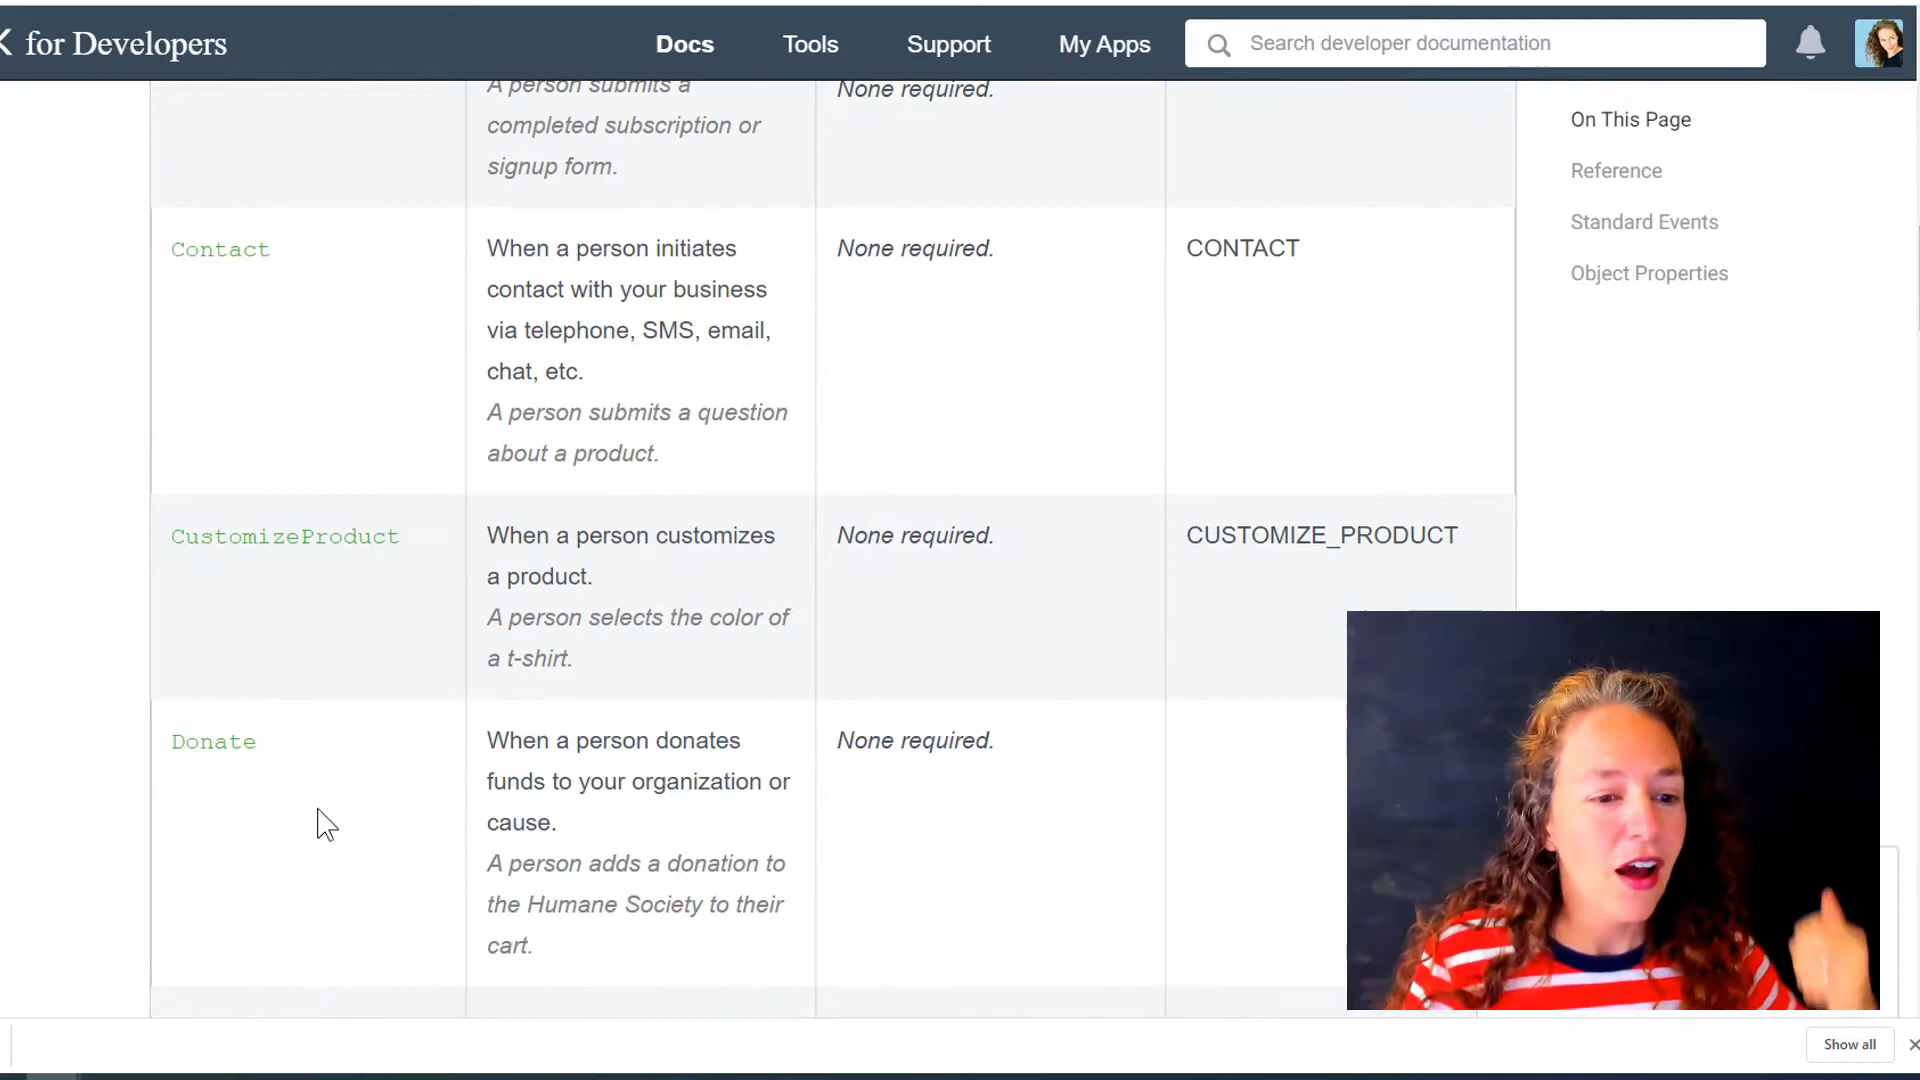 for Developers
Docs
Tools
Support
My Apps
Search developer documentation
A person submits a
completed subscription or
signup form.
None required.
Contact
When a person initiates
contact with your business
via telephone, SMS, email,
chat, etc.
A person submits a question
about a product.
None required.
CONTACT
CustomizeProduct
When a person customizes
a product.
A person selects the color of
a t-shirt.
None required.
CUSTOMIZE_PRODUCT
Donate
When a person donates
funds to your organization or
cause.
A person adds a donation to
the Humane Society to their
cart.
None required.
On This Page
Reference
Standard Events
Object Properties
Show all